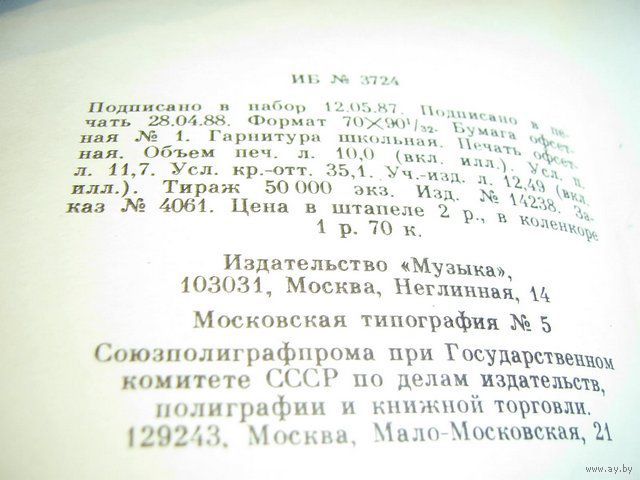 ИБ № 3724
Подписано в набор 12.05.87. Подписано в пе-
чать 28.04.88. Формат 70×90¹/₃₂. Бумага офсет-
ная № 1. Гарнитура школьная. Печать офсет-
ная. Объем печ. л. 10,0 (вкл. илл.). Усл. п.
л. 11,7. Усл. кр.-отт. 35,1. Уч.-изд. л. 12,49 (вкл.
илл.). Тираж 50 000 экз. Изд. № 14238. За-
каз № 4061. Цена в штапеле 2 р., в коленкоре
1 р. 70 к.
Издательство «Музыка»,
103031, Москва, Неглинная, 14
Московская типография № 5
Союзполиграфпрома при Государственном
комитете СССР по делам издательств,
полиграфии и книжной торговли.
129243, Москва, Мало-Московская, 21
www.ay.by